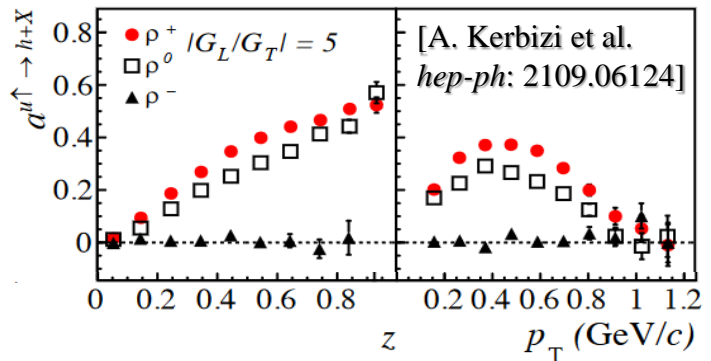 0.8
0.6
0.4
0.2
0
a^{u↑ → h+X}
ρ+ |G_L/G_T| = 5
ρ0
ρ-
[A. Kerbizi et al.
hep-ph: 2109.06124]
0 0.2 0.4 0.6 0.8
0.2 0.4 0.6 0.8 1 1.2
z
p_T (GeV/c)